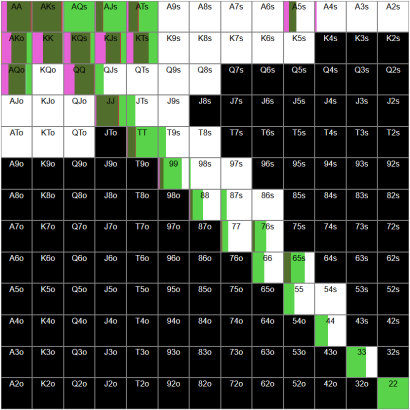 AA AKs AQs AJs ATs A9s A8s A7s A6s A5s A4s A3s A2s
AKo KK KQs KJs KTs K9s K8s K7s K6s K5s K4s K3s K2s
AQo KQo QQ QJs QTs Q9s Q8s Q7s Q6s Q5s Q4s Q3s Q2s
AJo KJo QJo JJ JTs J9s J8s J7s J6s J5s J4s J3s J2s
ATo KTo QTo JTo TT T9s T8s T7s T6s T5s T4s T3s T2s
A9o K9o Q9o J9o T9o 99 98s 97s 96s 95s 94s 93s 92s
A8o K8o Q8o J8o T8o 98o 88 87s 86s 85s 84s 83s 82s
A7o K7o Q7o J7o T7o 97o 87o 77 76s 75s 74s 73s 72s
A6o K6o Q6o J6o T6o 96o 86o 76o 66 65s 64s 63s 62s
A5o K5o Q5o J5o T5o 95o 85o 75o 65o 55 54s 53s 52s
A4o K4o Q4o J4o T4o 94o 84o 74o 64o 54o 44 43s 42s
A3o K3o Q3o J3o T3o 93o 83o 73o 63o 53o 43o 33 32s
A2o K2o Q2o J2o T2o 92o 82o 72o 62o 52o 42o 32o 22